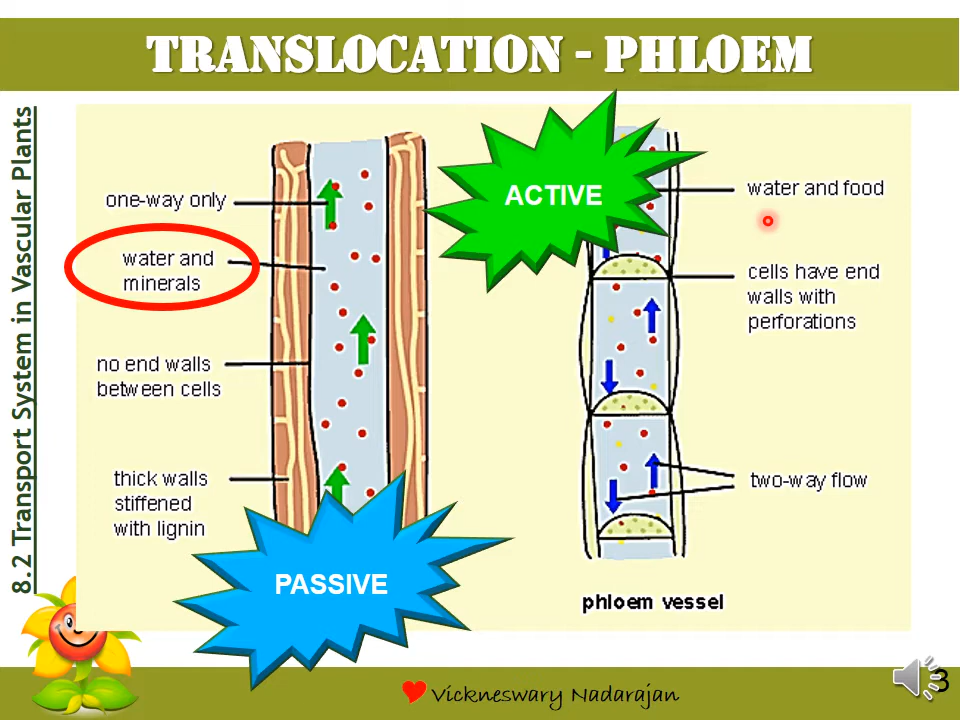 TRANSLOCATION - PHLOEM
8.2 Transport System in Vascular Plants
one-way only
water and
minerals
no end walls
between cells
thick walls
stiffened
with lignin
PASSIVE
ACTIVE
water and food
cells have end
walls with
perforations
two-way flow
phloem vessel
Vickneswary Nadarajan
3